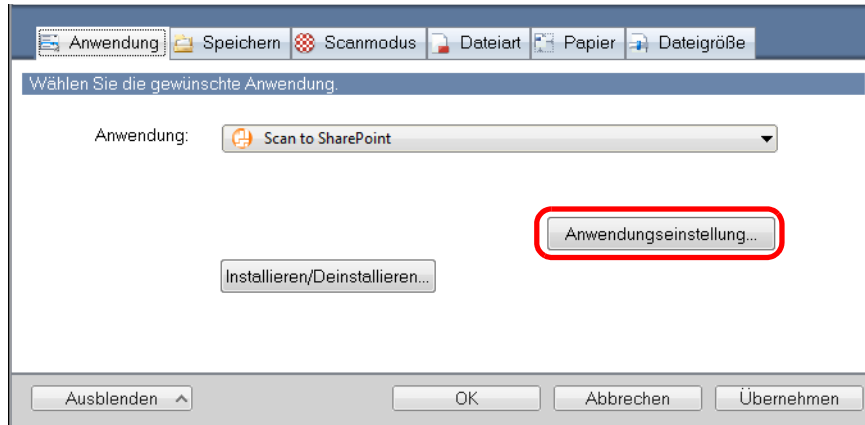 Anwendung Speichern Scanmodus Dateiart Papier Dateigröße
Wählen Sie die gewünschte Anwendung.
Anwendung: Scan to SharePoint
Anwendungseinstellung...
Installieren/Deinstallieren...
Ausblenden OK Abbrechen Übernehmen